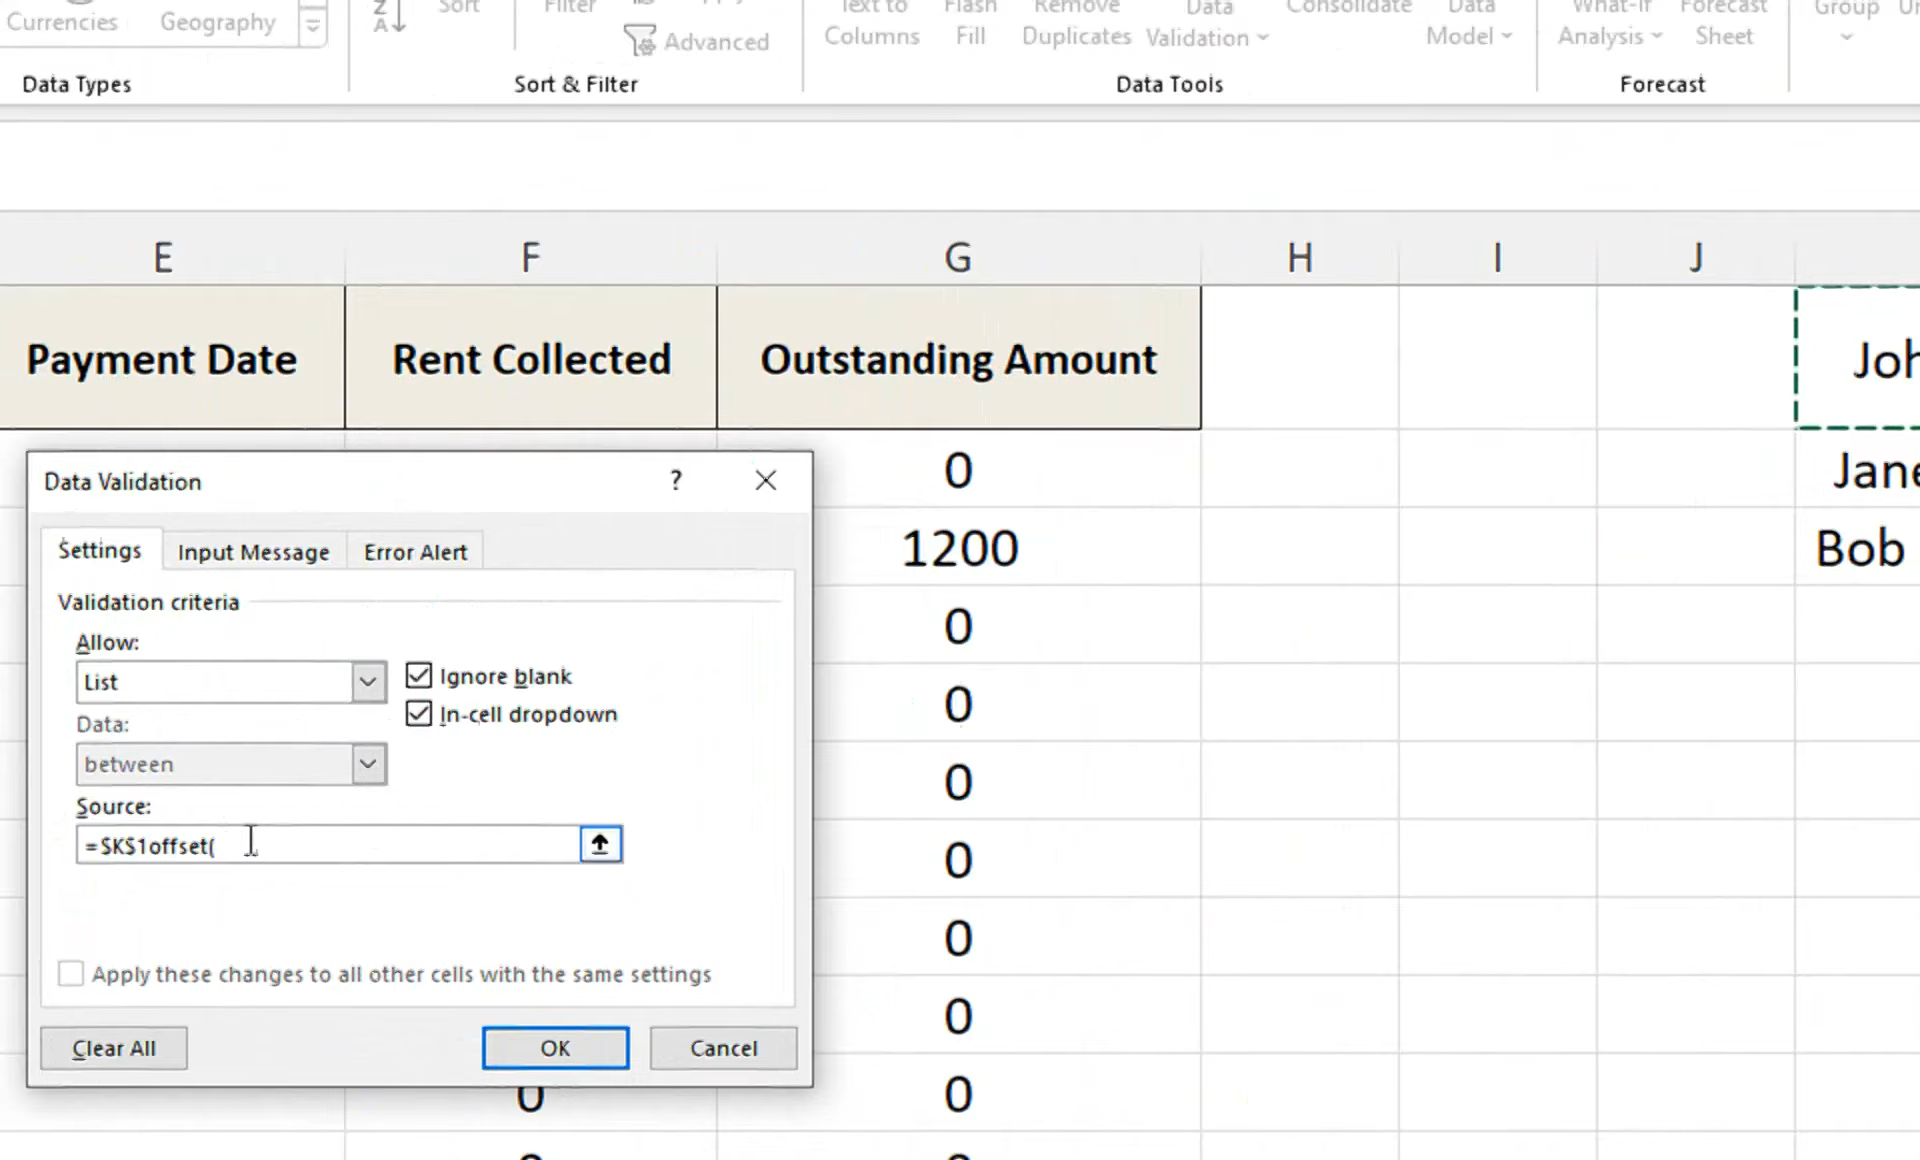 Currencies Geography Sort Filter
Advanced
Text to Columns
Flash Fill
Remove Duplicates
Data Validation
Consolidate
Data Model
What-If Analysis
Forecast Sheet
Group
Data Types Sort & Filter Data Tools Forecast
E F G H I J
Payment Date Rent Collected Outstanding Amount
0
1200
0
0
0
0
0
0
0
0
Bob
Data Validation ? 
Settings Input Message Error Alert
Validation criteria
Allow:
List
Ignore blank
In-cell dropdown
Data:
between
Source:
=$K$1offset(
Apply these changes to all other cells with the same settings
Clear All OK Cancel